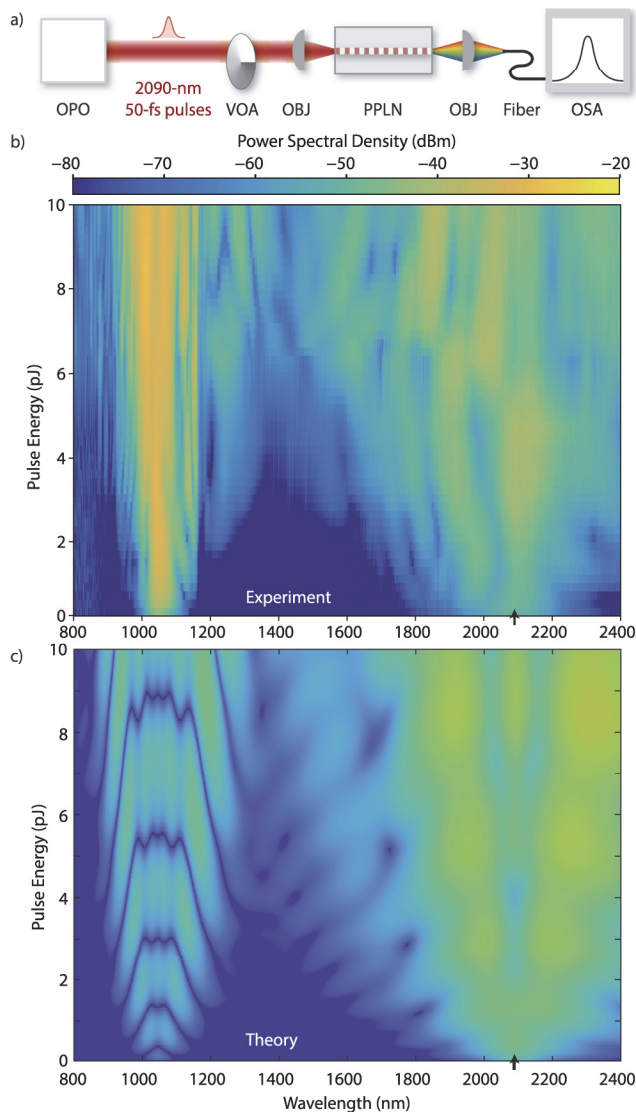 a)
2090-nm
50-fs pulses
OPO
VOA
OBJ
PPLN
OBJ
Fiber
OSA
b)
Power Spectral Density (dBm)
−80 −70 −60 −50 −40 −30 −20
10
8
6
4
2
0
Pulse Energy (pJ)
Experiment
800 1000 1200 1400 1600 1800 2000 2200 2400
c)
10
8
6
4
2
0
Pulse Energy (pJ)
Theory
800 1000 1200 1400 1600 1800 2000 2200 2400
Wavelength (nm)